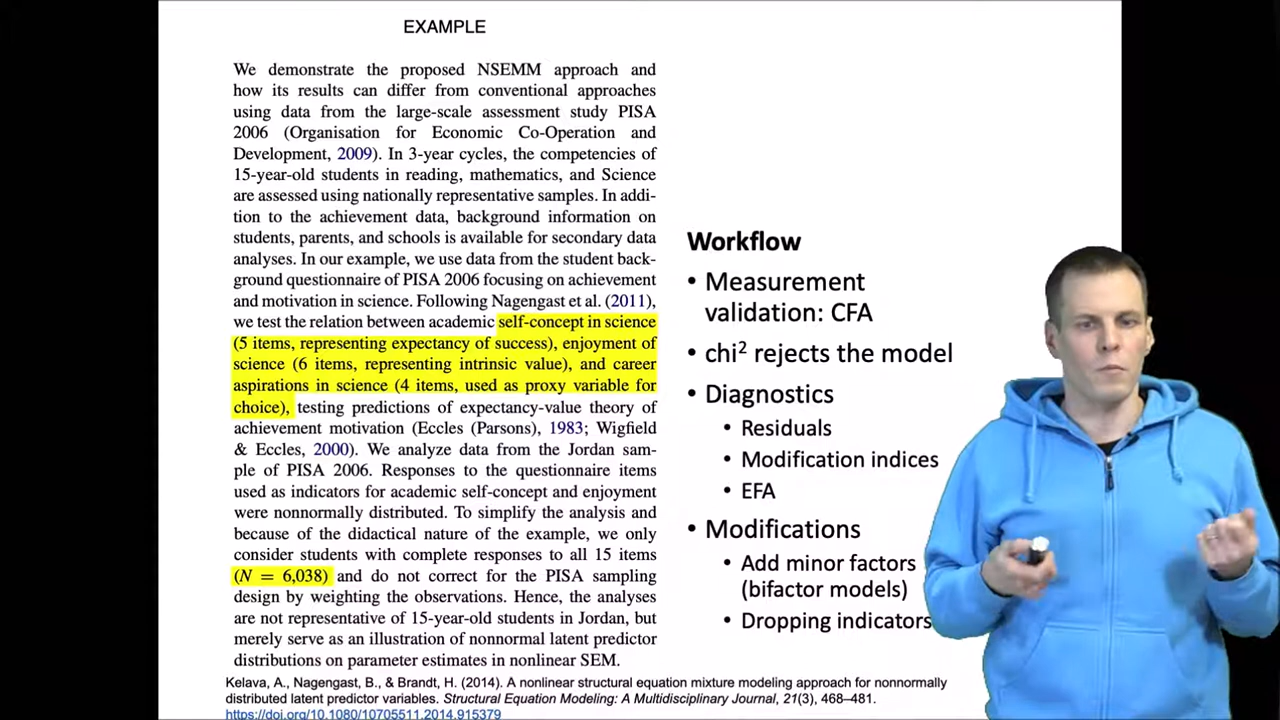 EXAMPLE
We demonstrate the proposed NSEMM approach and
how its results can differ from conventional approaches
using data from the large-scale assessment study PISA
2006 (Organisation for Economic Co-Operation and
Development, 2009). In 3-year cycles, the competencies of
15-year-old students in reading, mathematics, and Science
are assessed using nationally representative samples. In addi-
tion to the achievement data, background information on
students, parents, and schools is available for secondary data
analyses. In our example, we use data from the student back-
ground questionnaire of PISA 2006 focusing on achievement
and motivation in science. Following Nagengast et al. (2011),
we test the relation between academic self-concept in science
(5 items, representing expectancy of success), enjoyment of
science (6 items, representing intrinsic value), and career
aspirations in science (4 items, used as proxy variable for
choice), testing predictions of expectancy-value theory of
achievement motivation (Eccles (Parsons), 1983; Wigfield
& Eccles, 2000). We analyze data from the Jordan sam-
ple of PISA 2006. Responses to the questionnaire items
used as indicators for academic self-concept and enjoyment
were nonnormally distributed. To simplify the analysis and
because of the didactical nature of the example, we only
consider students with complete responses to all 15 items
(N = 6,038) and do not correct for the PISA sampling
design by weighting the observations. Hence, the analyses
are not representative of 15-year-old students in Jordan, but
merely serve as an illustration of nonnormal latent predictor
distributions on parameter estimates in nonlinear SEM.
Workflow
• Measurement
validation: CFA
• chi² rejects the model
• Diagnostics
• Residuals
• Modification indices
• EFA
• Modifications
• Add minor factors
(bifactor models)
• Dropping indicators
Kelava, A., Nagengast, B., & Brandt, H. (2014). A nonlinear structural equation mixture modeling approach for nonnormally
distributed latent predictor variables. Structural Equation Modeling: A Multidisciplinary Journal, 21(3), 468–481.
https://doi.org/10.1080/10705511.2014.915379